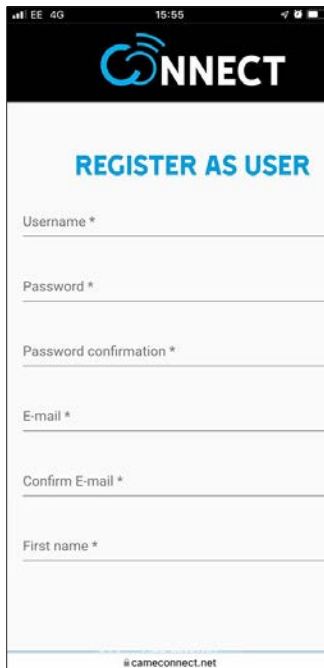 EE 4G 15:55
CONNECT
REGISTER AS USER
Username *
Password *
Password confirmation *
E-mail *
Confirm E-mail *
First name *
cameconnect.net